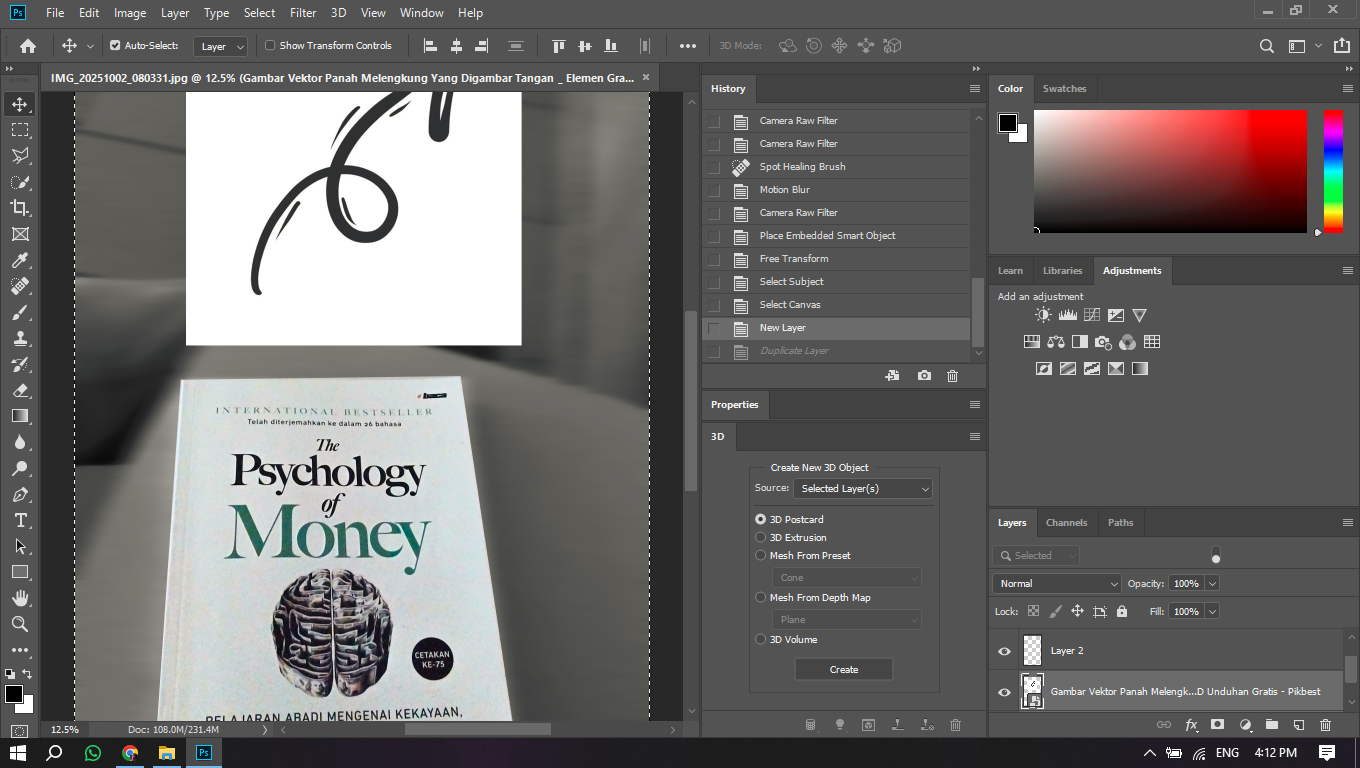 Ps File Edit Image Layer Type Select Filter 3D View Window Help
Auto-Select: Layer Show Transform Controls 3D Mode:
IMG_20251002_080331.jpg @ 12.5% (Gambar Vektor Panah Melengkung Yang Digambar Tangan _ Elemen Gra... ×
INTERNATIONAL BESTSELLER
Telah diterjemahkan ke dalam 26 bahasa
The
Psychology
of
Money
CETAKAN
KE-75
PELAJARAN ABADI MENGENAI KEKAYAAN,
12.5% Doc: 108.0M/231.4M
History
Camera Raw Filter
Camera Raw Filter
Spot Healing Brush
Motion Blur
Camera Raw Filter
Place Embedded Smart Object
Free Transform
Select Subject
Select Canvas
New Layer
Duplicate Layer
Properties
3D
Create New 3D Object
Source: Selected Layer(s)
3D Postcard
3D Extrusion
Mesh From Preset
Cone
Mesh From Depth Map
Plane
3D Volume
Create
Color Swatches
Learn Libraries Adjustments
Add an adjustment
Layers Channels Paths
Selected
Normal Opacity: 100%
Lock: Fill: 100%
Layer 2
Gambar Vektor Panah Melengk...D Unduhan Gratis - Pikbest
Ps ENG 4:12 PM